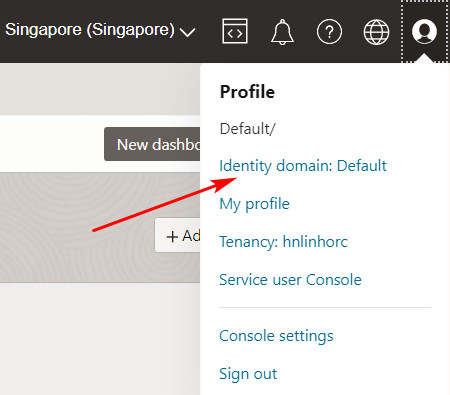 Singapore (Singapore)
Profile
Default/
New dashbo
Identity domain: Default
My profile
+ Ad
Tenancy: hnlinhorc
Service user Console
Console settings
Sign out